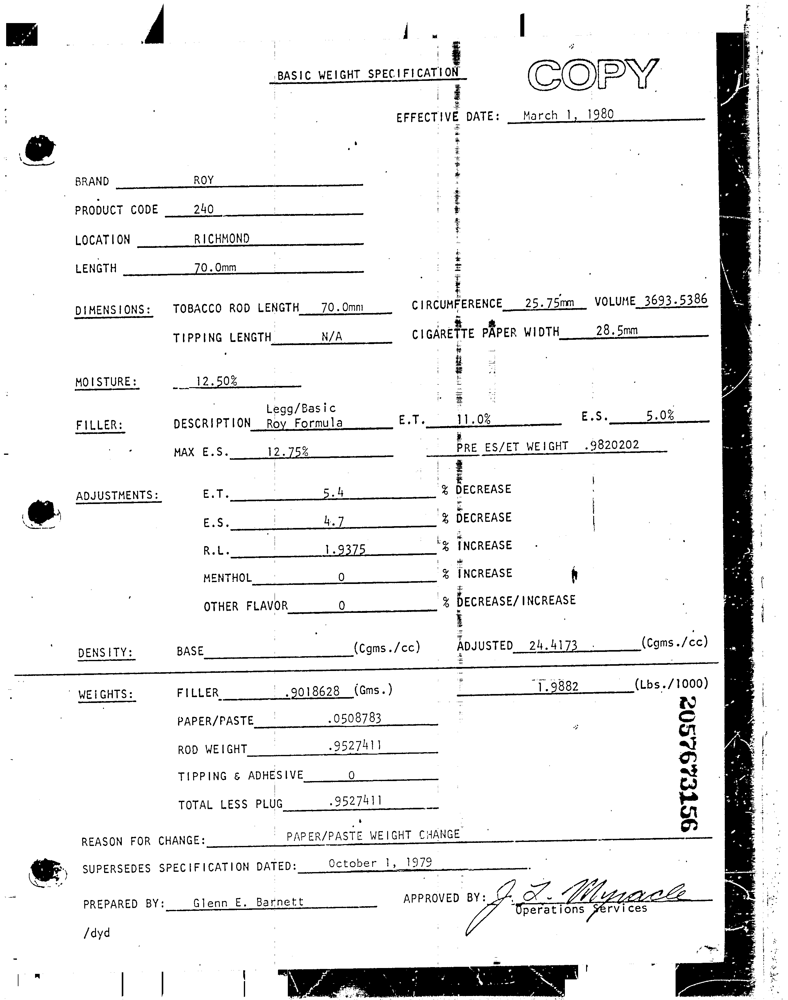 BASIC WEIGHT SPECIFICATION
COPY
EFFECTIVE DATE: March 1, 1980
BRAND ROY
PRODUCT CODE 240
LOCATION RICHMOND
LENGTH 70.0mm
DIMENSIONS: TOBACCO ROD LENGTH 70.0mm CIRCUMFERENCE 25.75mm VOLUME 3693.5386
TIPPING LENGTH N/A CIGARETTE PAPER WIDTH 28.5mm
MOISTURE: 12.50%
Legg/Basic
FILLER: DESCRIPTION Roy Formula E.T. 11.0% E.S. 5.0%
MAX E.S. 12.75% PRE ES/ET WEIGHT .9820202
ADJUSTMENTS: E.T. 5.4 % DECREASE
E.S. 4.7 % DECREASE
R.L. 1.9375 % INCREASE
MENTHOL 0 % INCREASE
OTHER FLAVOR 0 % DECREASE/INCREASE
DENSITY: BASE (Cgms./cc) ADJUSTED 24.4173 (Cgms./cc)
WEIGHTS: FILLER .9018628 (Gms.) 1.9882 (Lbs./1000)
PAPER/PASTE .0508783
ROD WEIGHT .9527411
TIPPING & ADHESIVE 0
TOTAL LESS PLUG .9527411
2057673156
REASON FOR CHANGE: PAPER/PASTE WEIGHT CHANGE
SUPERSEDES SPECIFICATION DATED: October 1, 1979
PREPARED BY: Glenn E. Barnett APPROVED BY: J. L. Myracle
Operations Services
/dyd